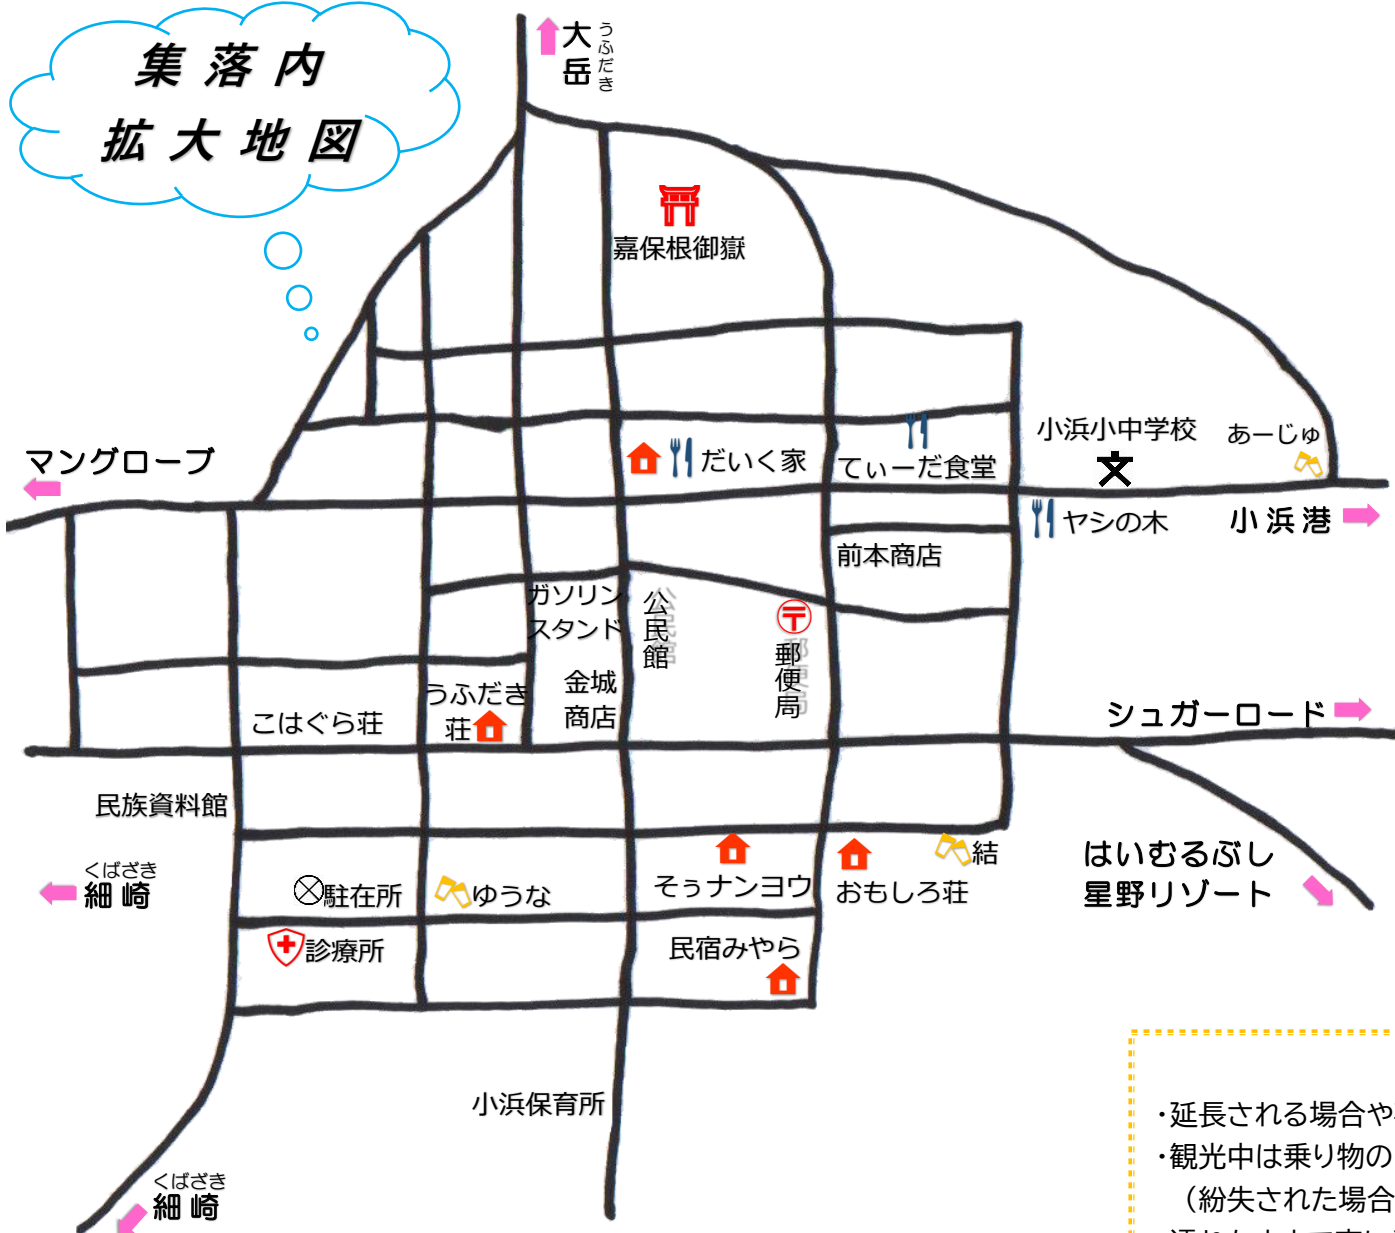 集落内
拡大地図
うふだき
大岳
嘉保根御嶽
マングローブ
だいく家
てぃーだ食堂
小浜小中学校
あーじゅ
ヤシの木
小浜港
前本商店
ガソリン
スタンド
公民館
〒
郵便局
金城
商店
うふだき
荘
こはぐら荘
シュガーロード
民族資料館
くばざき
細崎
駐在所
ゆうな
そぅナンヨウ
おもしろ荘
結
はいむるぶし
星野リゾート
診療所
民宿みやら
小浜保育所
くばざき
細崎
・延長される場合や
・観光中は乗り物の
（紛失された場合